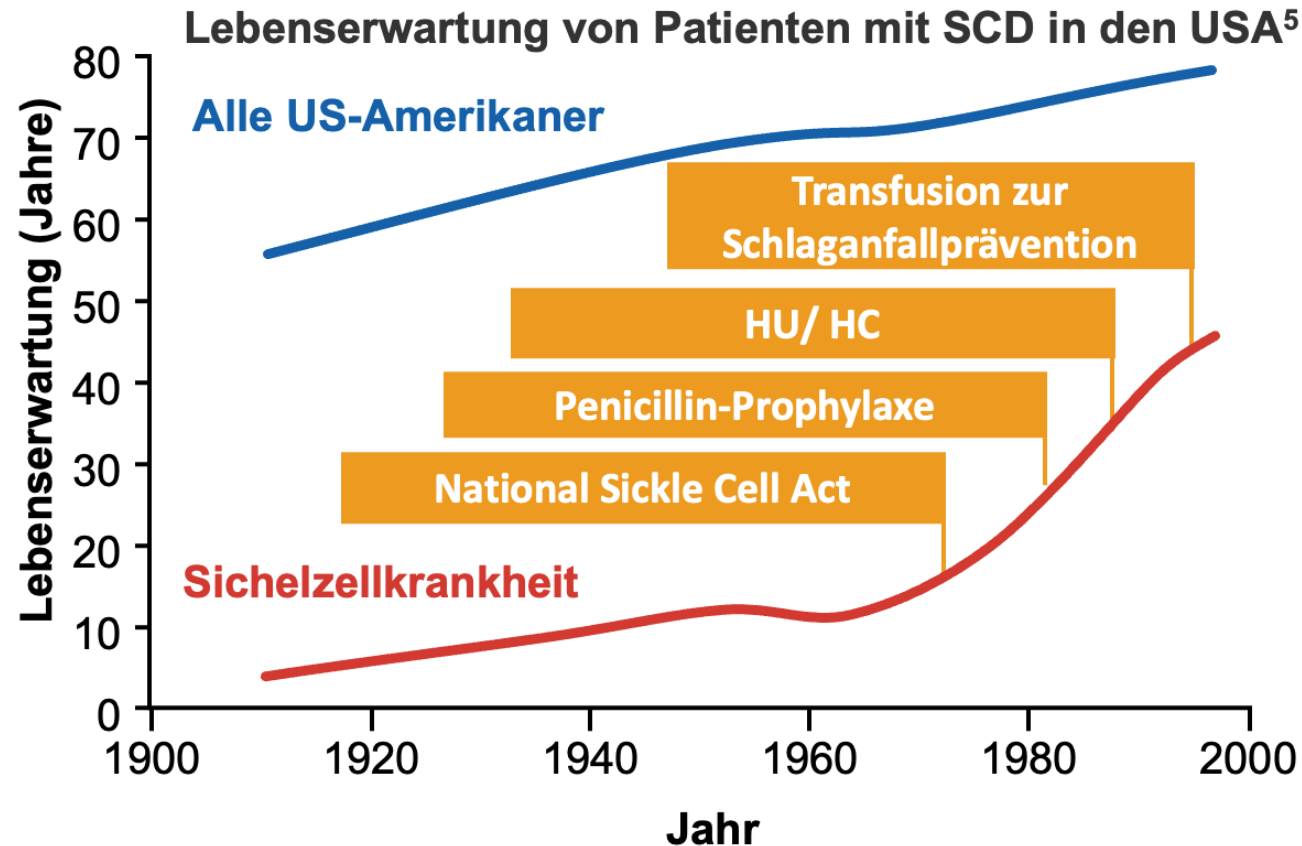 Lebenserwartung von Patienten mit SCD in den USA⁵
Alle US-Amerikaner
Transfusion zur
Schlaganfallprävention
HU/ HC
Penicillin-Prophylaxe
National Sickle Cell Act
Sichelzellkrankheit
Lebenserwartung (Jahre)
80
70
60
50
40
30
20
10
0
1900 1920 1940 1960 1980 2000
Jahr